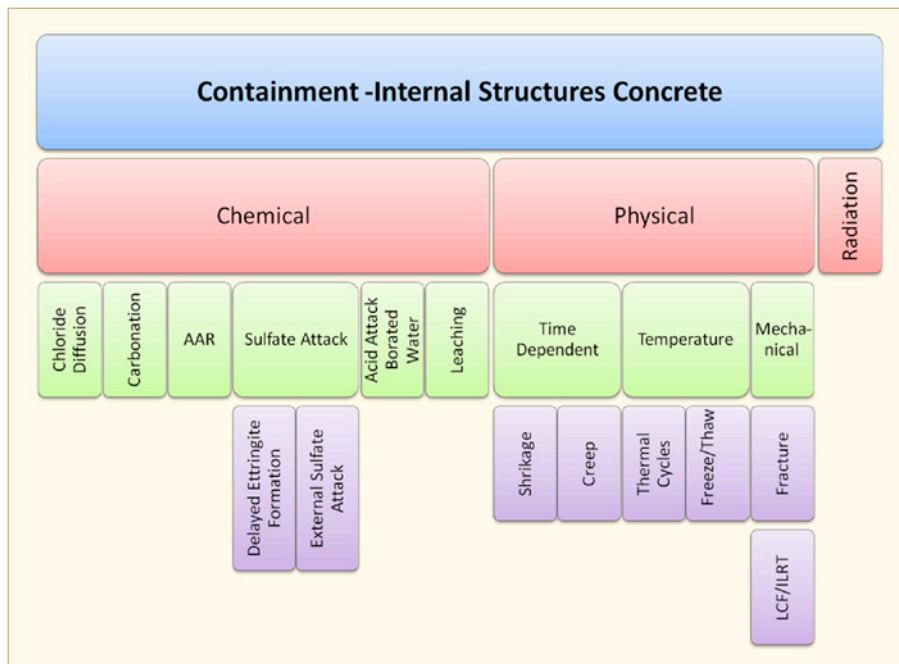 Containment -Internal Structures Concrete
Chemical
Physical
Radiation
Chloride
Diffusion
Carbonation
AAR
Sulfate Attack
Acid Attack
Borated
Water
Leaching
Time
Dependent
Temperature
Mecha-
nical
Delayed Ettringite
Formation
External Sulfate
Attack
Shrikage
Creep
Thermal
Cycles
Freeze/Thaw
Fracture
LCF/ILRT